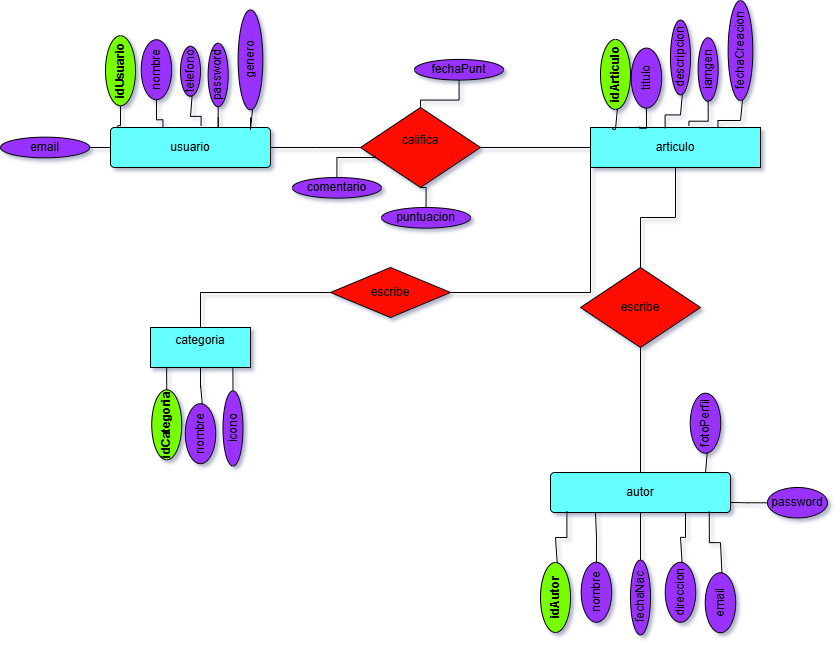 idUsuario
nombre
telefono
password
genero
email
usuario
fechaPunt
califica
comentario
puntuacion
idArticulo
titulo
descripcion
iamgen
fechaCreacion
articulo
escribe
escribe
categoria
idCategoria
nombre
icono
fotoPerfil
autor
password
idAutor
nombre
fechaNac
direccion
email